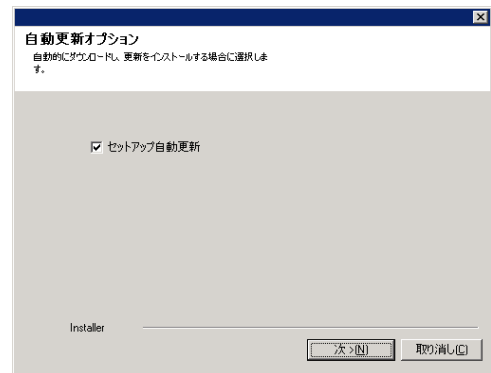 自動更新オプション
自動的にダウンロードし、更新をインストールする場合に選択しま
す。
セットアップ自動更新
Installer
次 >(N)
取り消し(C)